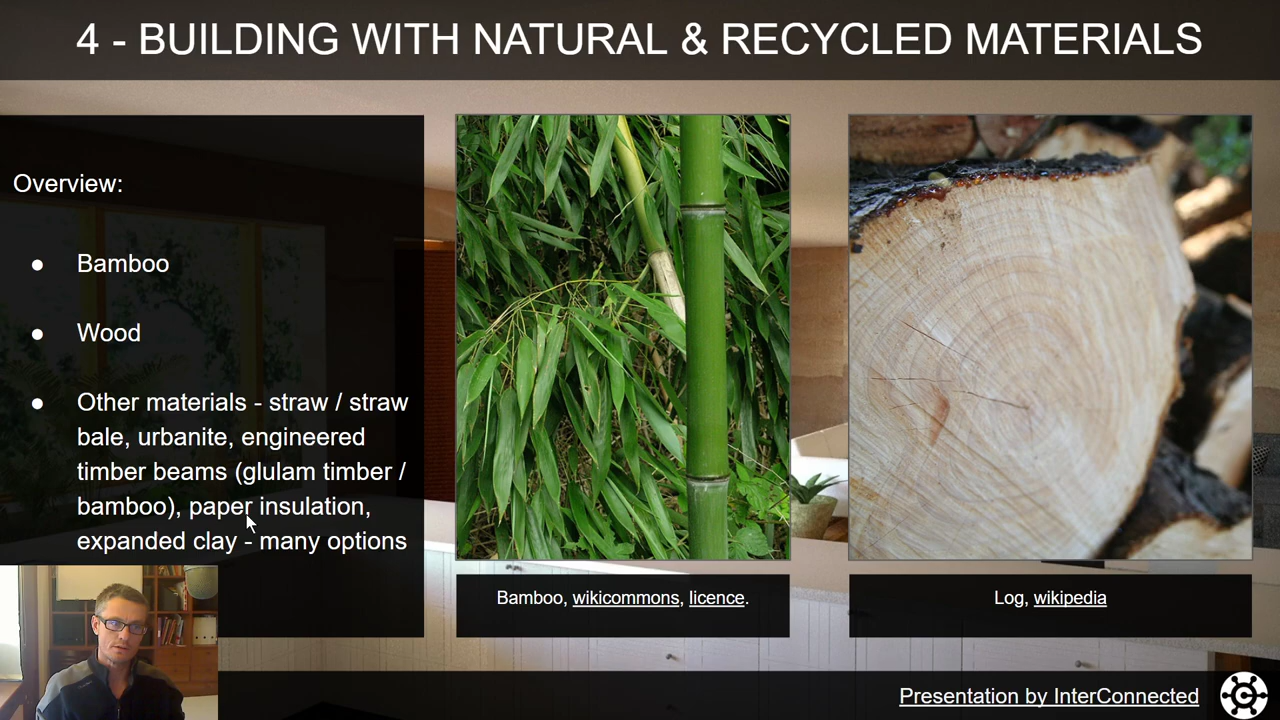 4 - BUILDING WITH NATURAL & RECYCLED MATERIALS
Overview:
● Bamboo
● Wood
● Other materials - straw / straw
bale, urbanite, engineered
timber beams (glulam timber /
bamboo), paper insulation,
expanded clay - many options
Bamboo, wikicommons, licence.
Log, wikipedia
Presentation by InterConnected